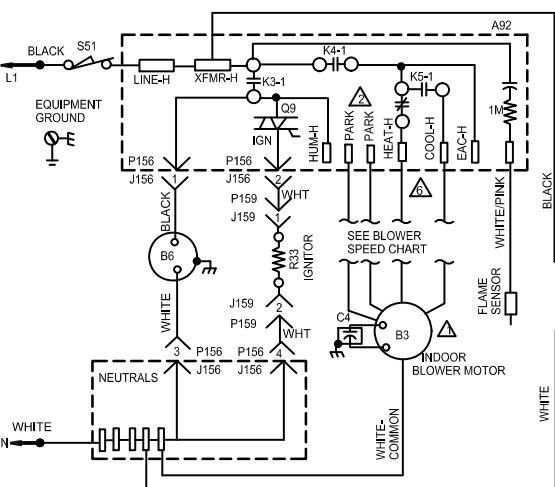 A92
BLACK
S51
L1
LINE-H
XFMR-H
K4-1
K3-1
K5-1
EQUIPMENT
GROUND
Q9
IGN
HUM-H
PARK
2
PARK
HEAT-H
COOL-H
EAC-H
1M
P156
P156
J156
1
J156
2
6
BLACK
P159
WHT
J159
1
WHITE/PINK
BLACK
SEE BLOWER
SPEED CHART
B6
R33
IGNITOR
FLAME
SENSOR
WHITE
J159
2
P159
WHT
C4
B3
1
INDOOR
BLOWER MOTOR
3
P156
P156
4
J156
J156
NEUTRALS
WHITE
N
WHITE-
COMMON
WHITE